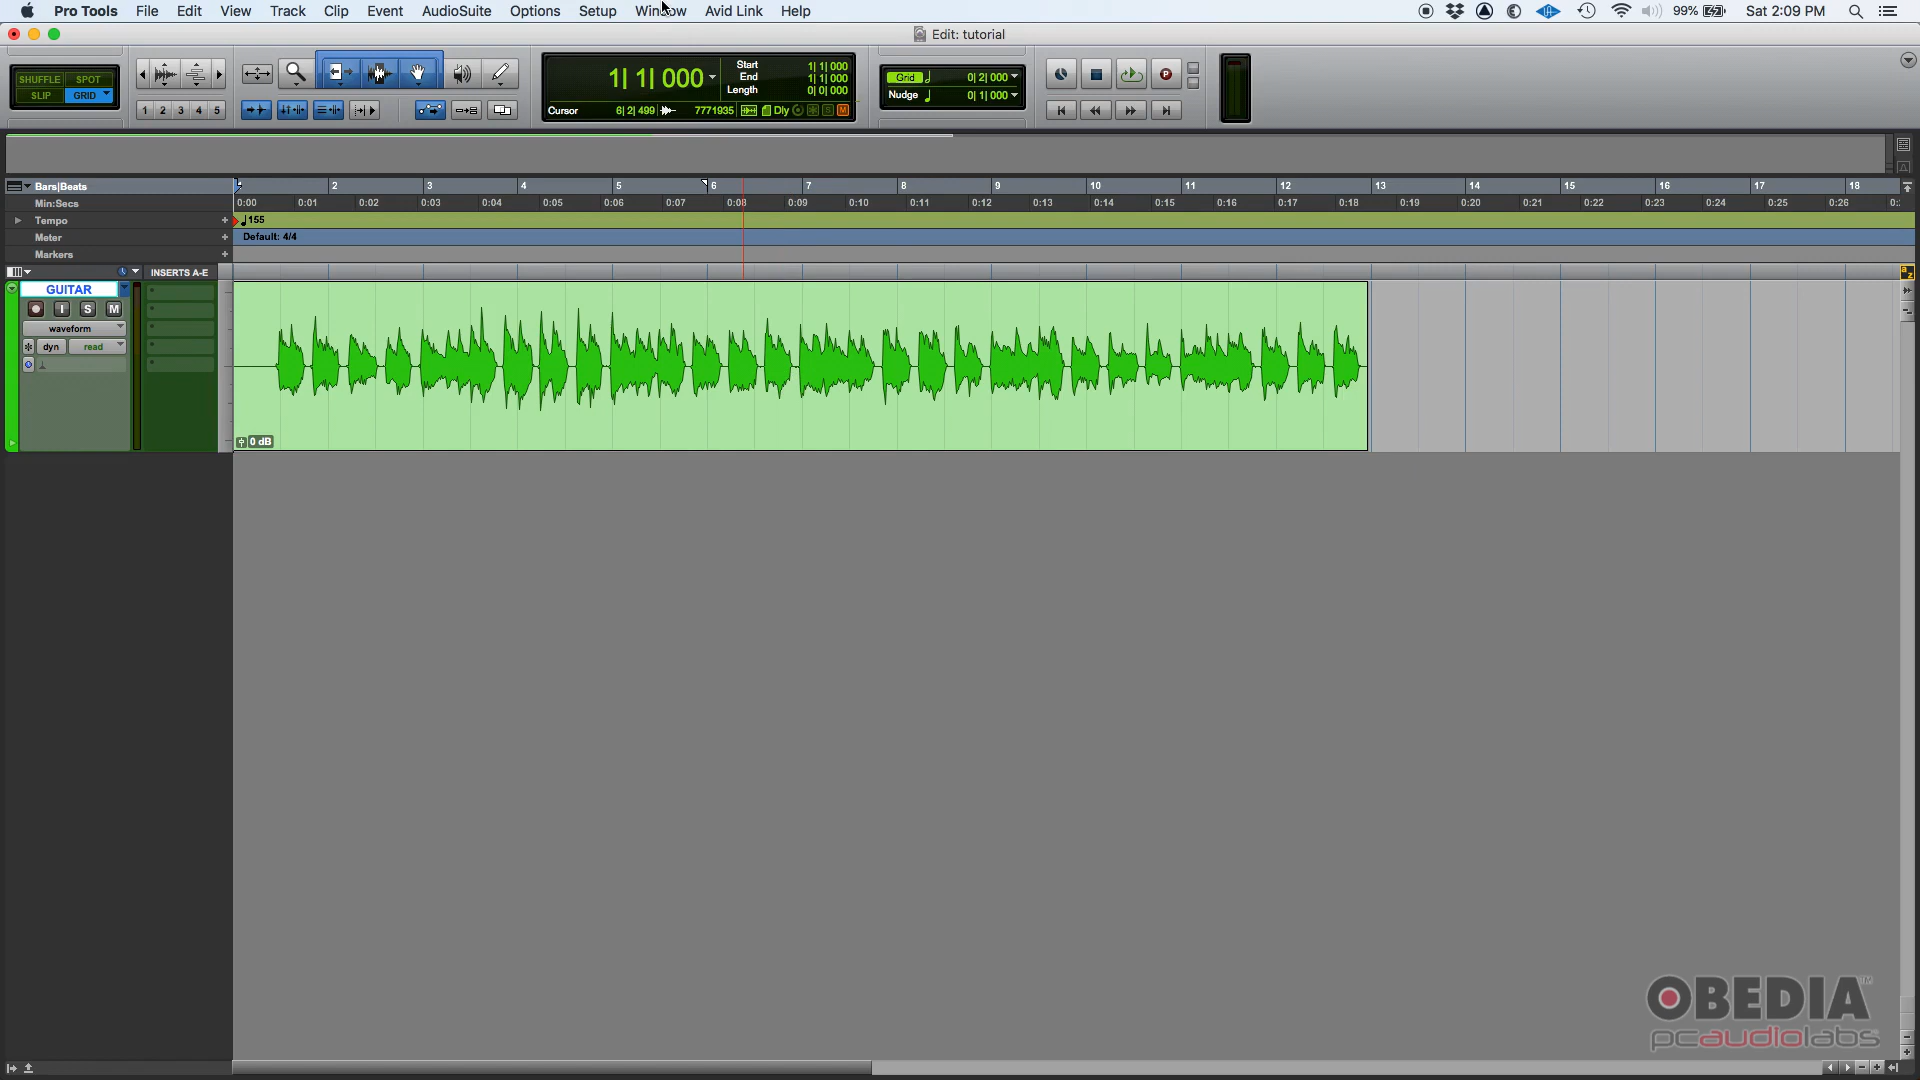 Pro Tools File Edit View Track Clip Event AudioSuite Options Setup Window Avid Link Help 99% Sat 2:09 PM
Edit: tutorial
SHUFFLE SPOT
SLIP GRID
1 2 3 4 5
1| 1| 000
Start 1| 1| 000
End 1| 1| 000
Length 0| 0| 000
Cursor 6| 2| 499 7771935 Dly S M
Grid 0| 2| 000
Nudge 0| 1| 000
P
Bars|Beats 2 3 4 5 6 7 8 9 10 11 12 13 14 15 16 17 18
Min:Secs 0:00 0:01 0:02 0:03 0:04 0:05 0:06 0:07 0:08 0:09 0:10 0:11 0:12 0:13 0:14 0:15 0:16 0:17 0:18 0:19 0:20 0:21 0:22 0:23 0:24 0:25 0:26 0:
Tempo 155
Meter Default: 4/4
Markers
INSERTS A-E
a z
GUITAR
I S M
waveform
dyn read
0 dB
OBEDIA™
pcaudiolabs